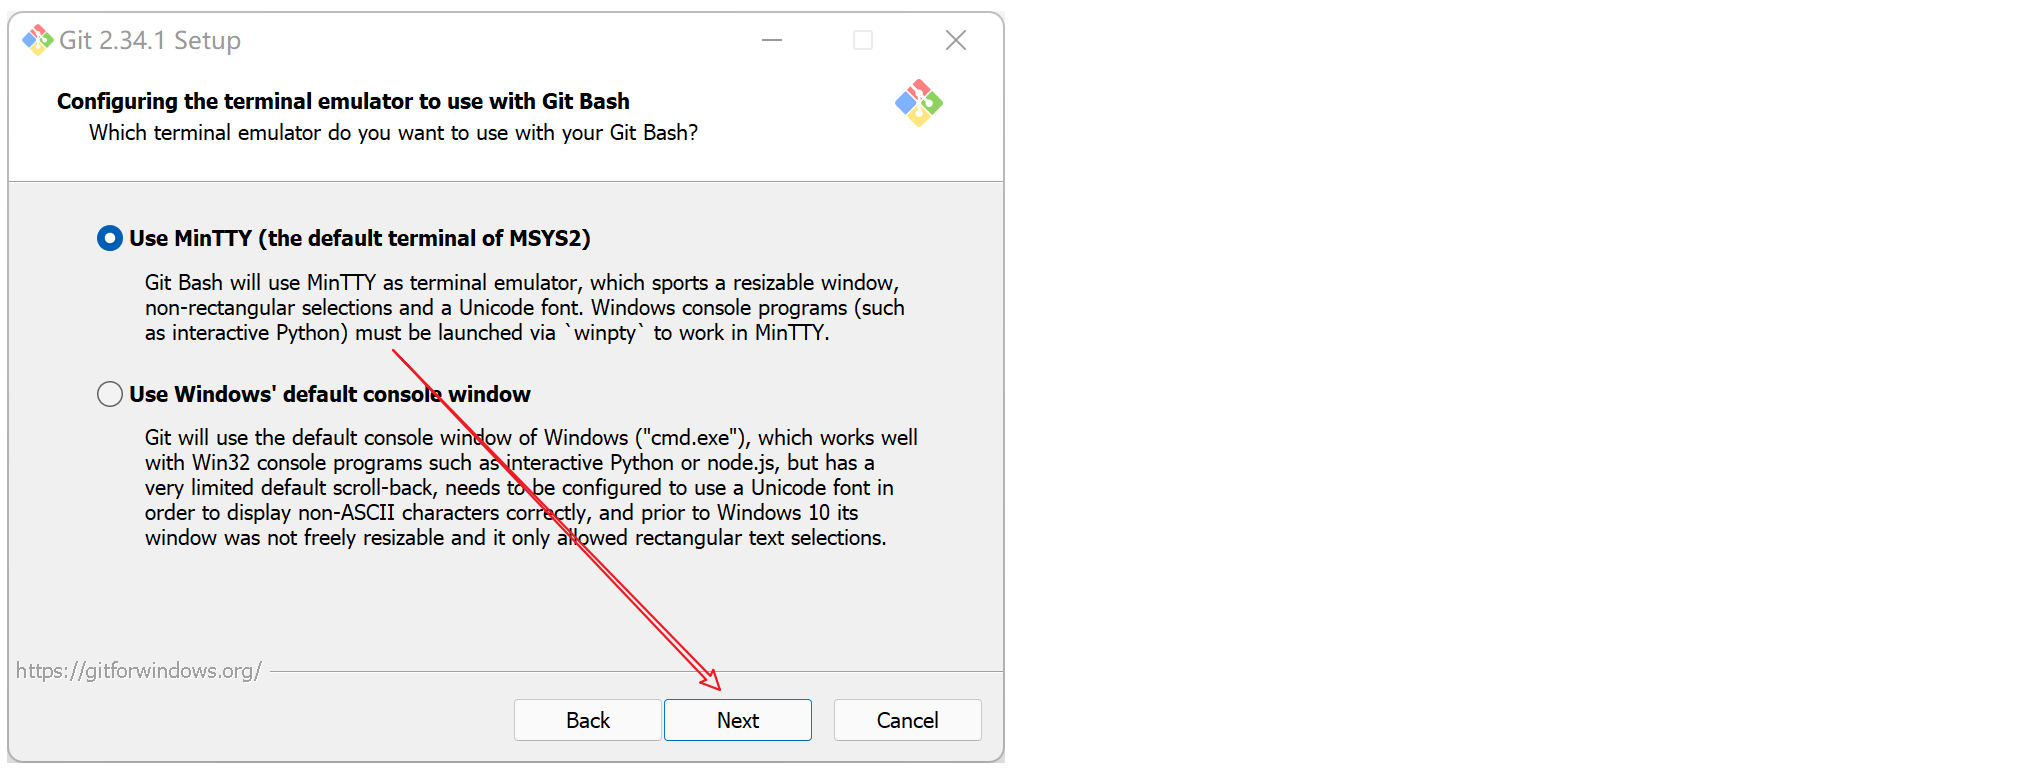 Git 2.34.1 Setup
Configuring the terminal emulator to use with Git Bash
Which terminal emulator do you want to use with your Git Bash?
Use MinTTY (the default terminal of MSYS2)
Git Bash will use MinTTY as terminal emulator, which sports a resizable window,
non-rectangular selections and a Unicode font. Windows console programs (such
as interactive Python) must be launched via `winpty` to work in MinTTY.
Use Windows' default console window
Git will use the default console window of Windows ("cmd.exe"), which works well
with Win32 console programs such as interactive Python or node.js, but has a
very limited default scroll-back, needs to be configured to use a Unicode font in
order to display non-ASCII characters correctly, and prior to Windows 10 its
window was not freely resizable and it only allowed rectangular text selections.
https://gitforwindows.org/
Back Next Cancel